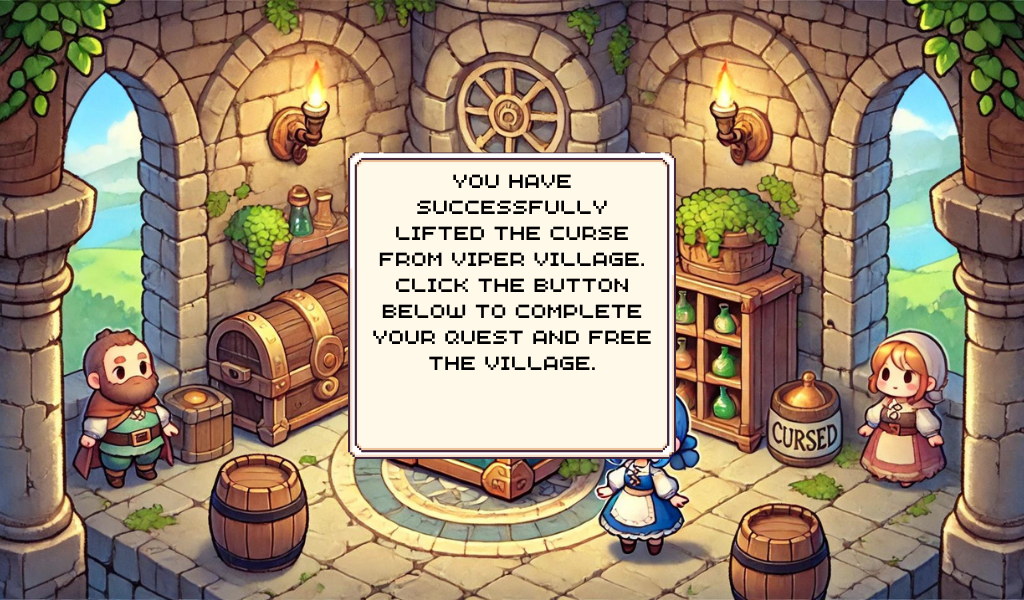 YOU HAVE
SUCCESSFULLY
LIFTED THE CURSE
FROM VIPER VILLAGE.
CLICK THE BUTTON
BELOW TO COMPLETE
YOUR QUEST AND FREE
THE VILLAGE.
CURSED